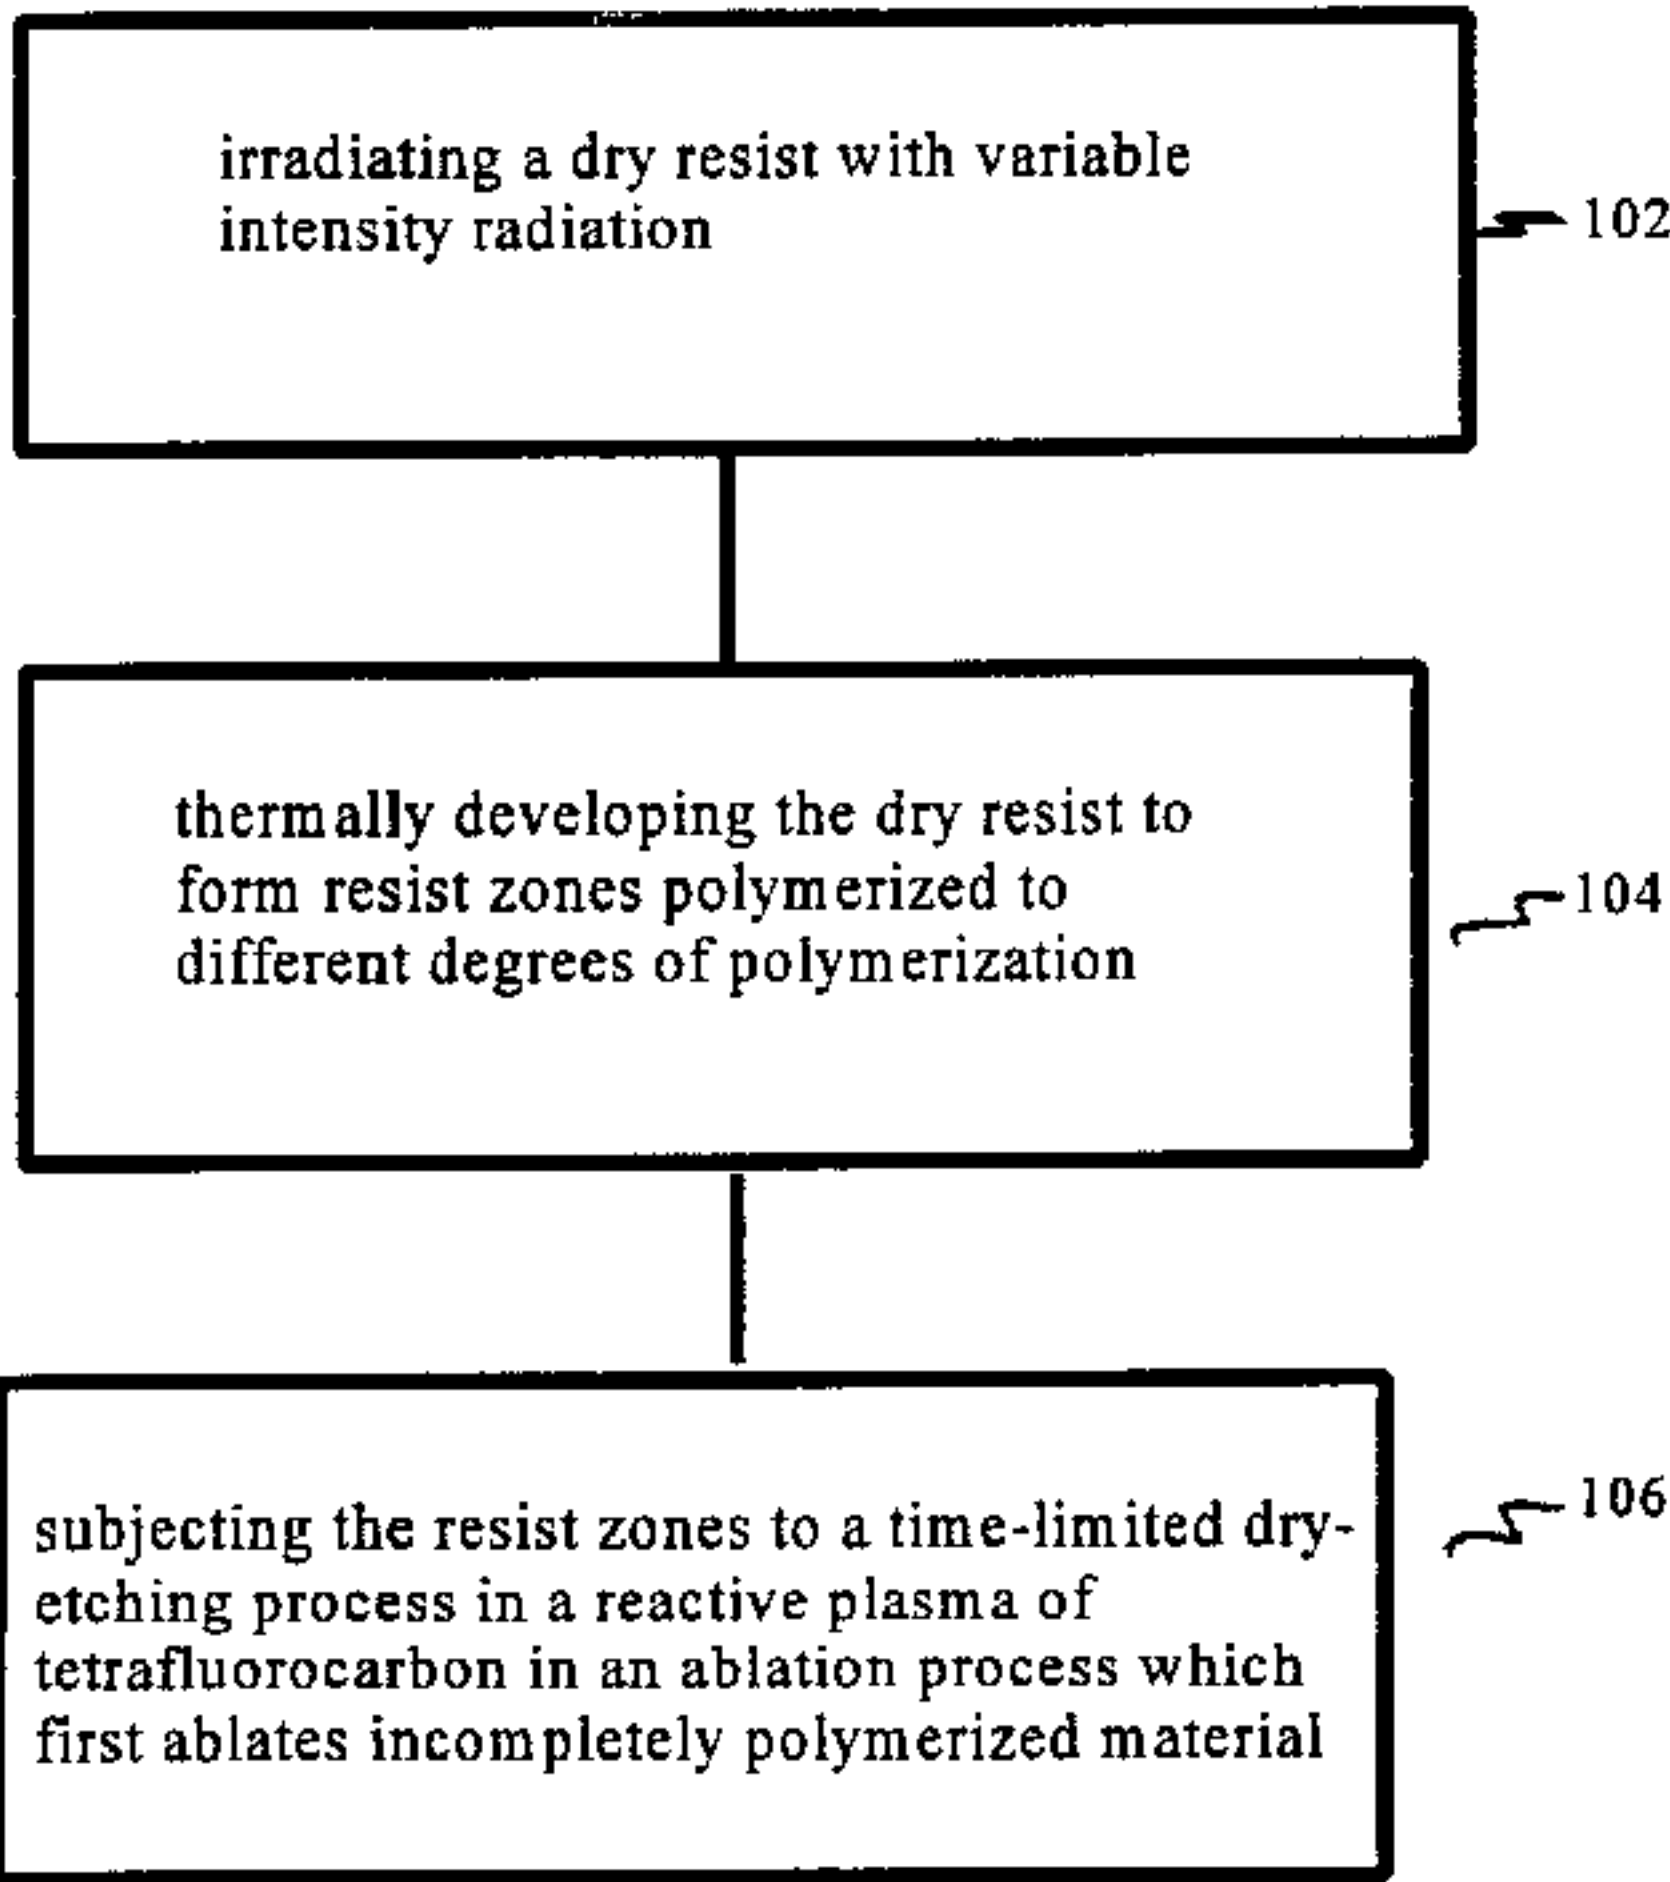 irradiating a dry resist with variable
intensity radiation
102
thermally developing the dry resist to
form resist zones polymerized to
different degrees of polymerization
104
subjecting the resist zones to a time-limited dry-
etching process in a reactive plasma of
tetrafluorocarbon in an ablation process which
first ablates incompletely polymerized material
106